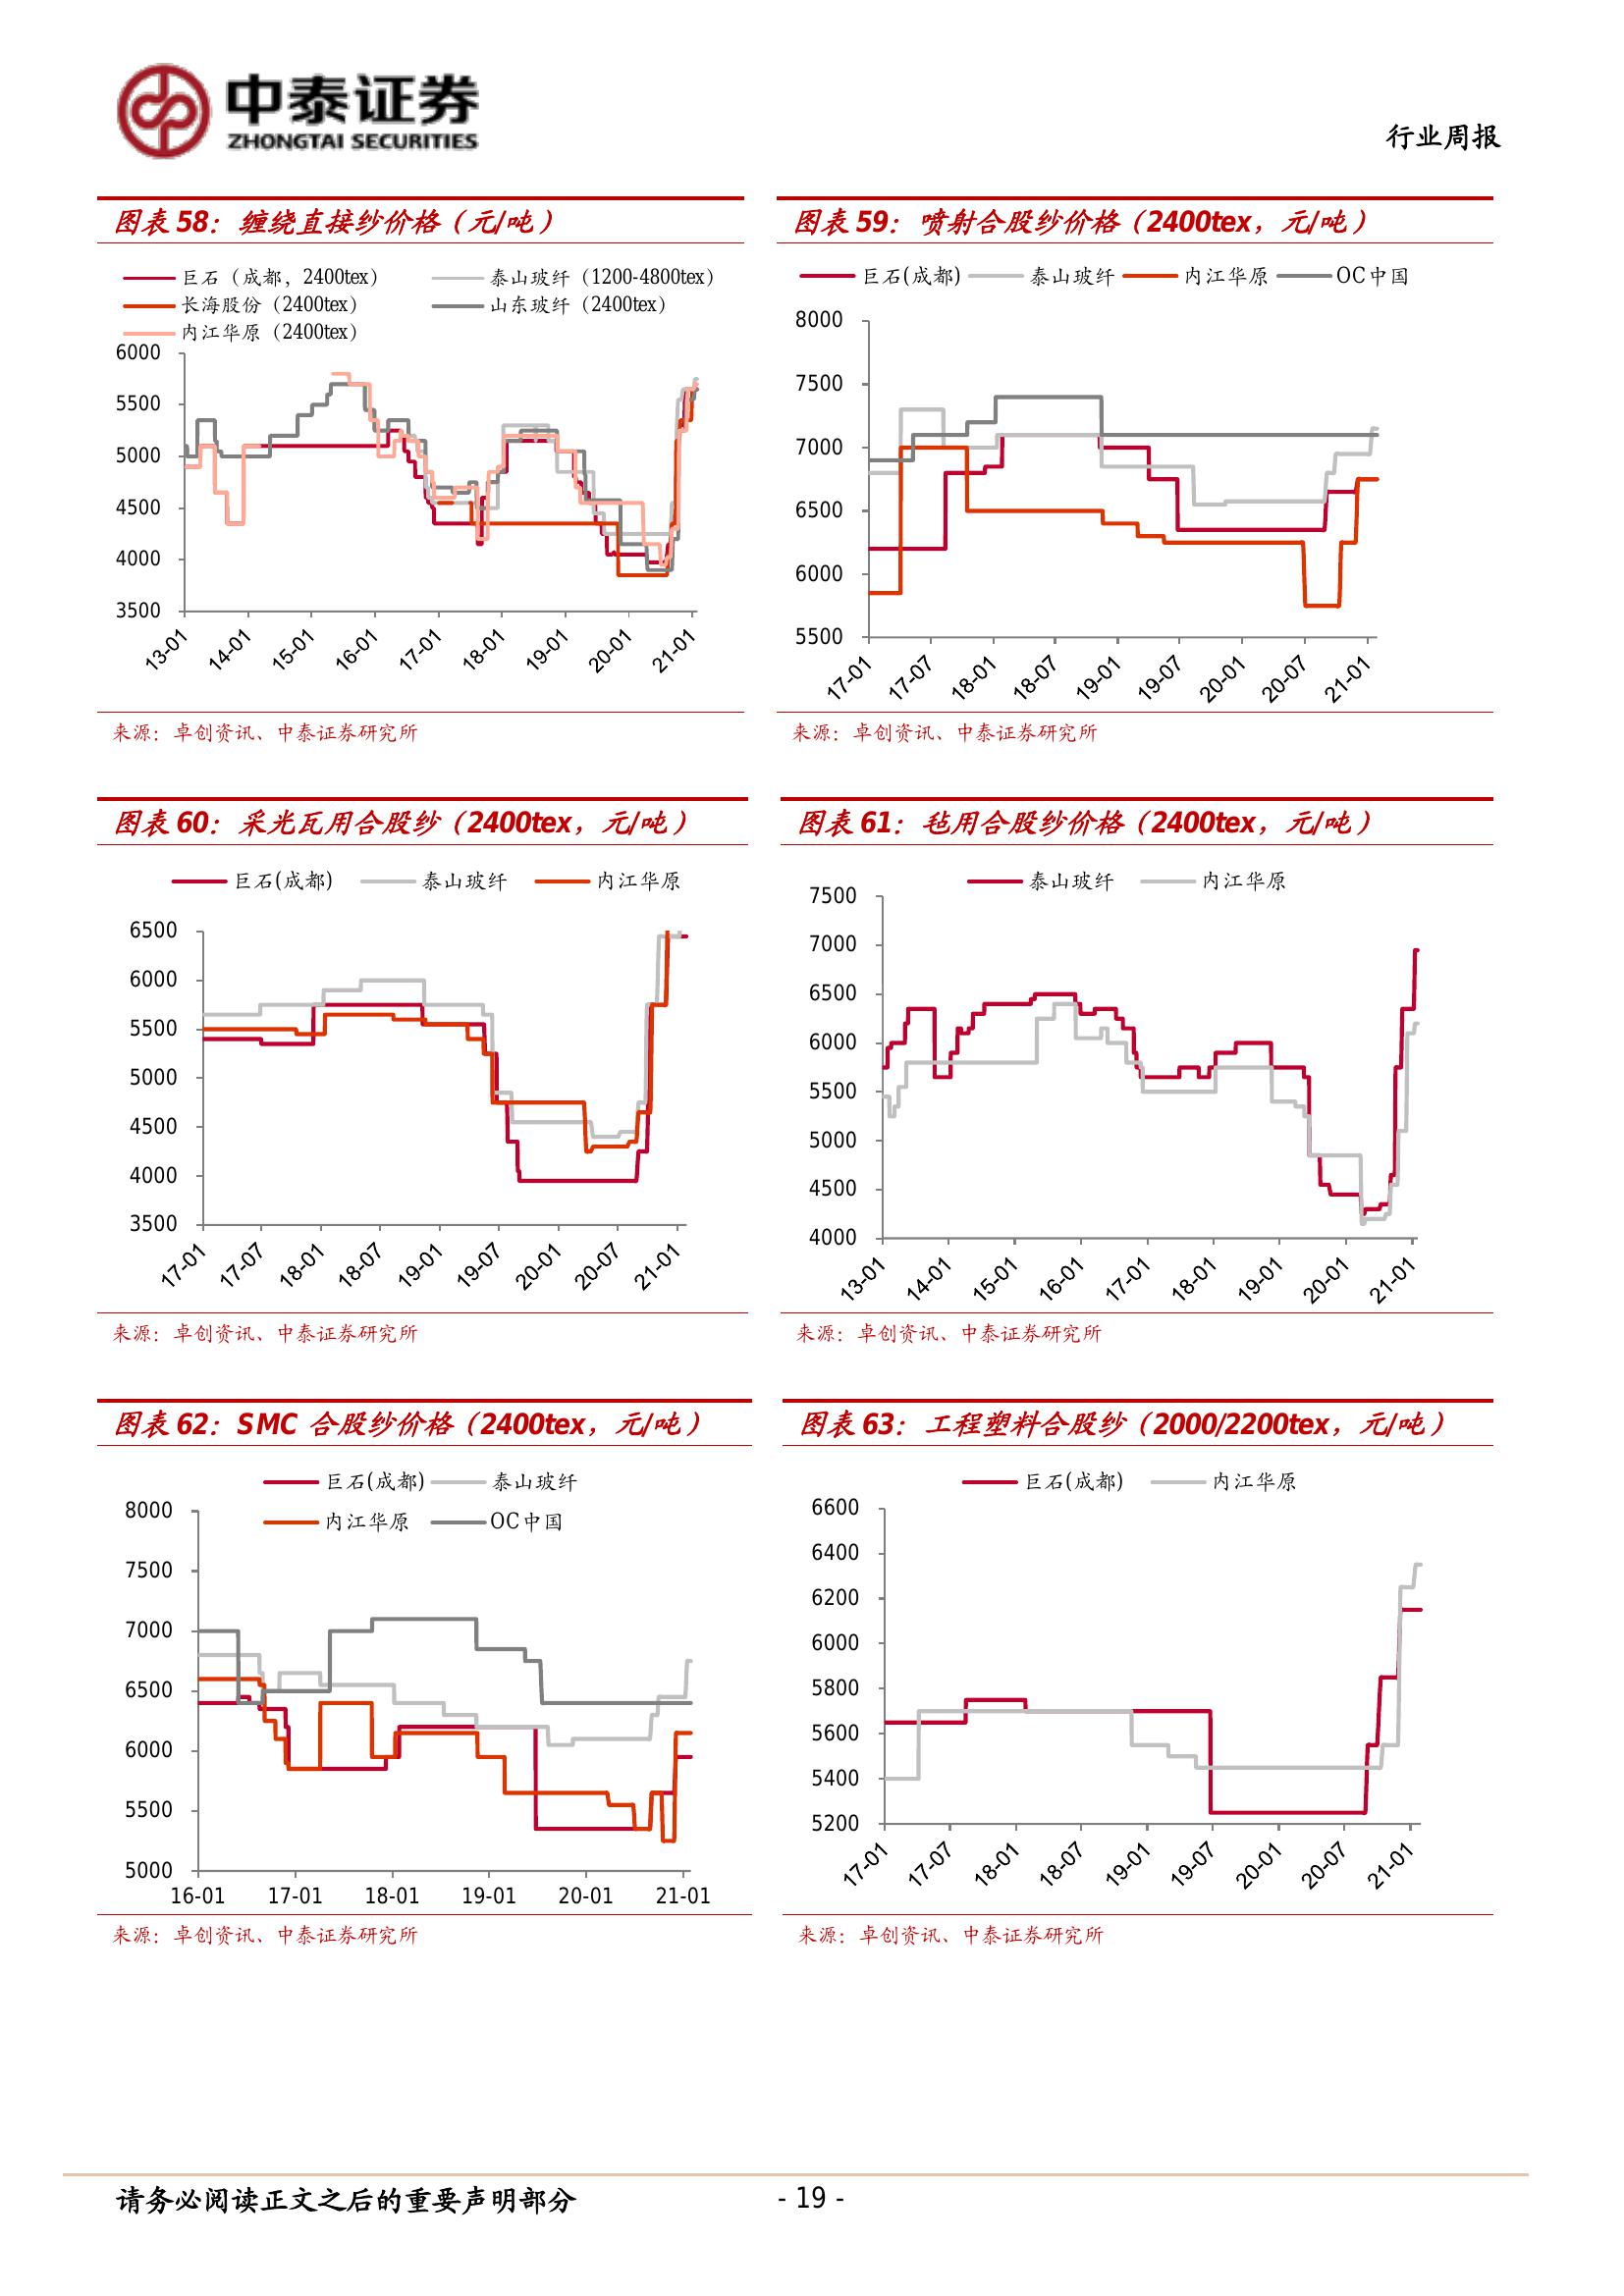 中泰证券
ZHONGTAI SECURITIES
行业周报
图表 58：缠绕直接纱价格（元/吨）
巨石（成都，2400tex）
泰山玻纤（1200-4800tex）
长海股份（2400tex）
山东玻纤（2400tex）
内江华原（2400tex）
6000
5500
5000
4500
4000
3500
13-01 14-01 15-01 16-01 17-01 18-01 19-01 20-01 21-01
来源：卓创资讯、中泰证券研究所
图表 59：喷射合股纱价格（2400tex，元/吨）
巨石(成都) 泰山玻纤 内江华原 OC中国
8000
7500
7000
6500
6000
5500
17-01 17-07 18-01 18-07 19-01 19-07 20-01 20-07 21-01
来源：卓创资讯、中泰证券研究所
图表 60：采光瓦用合股纱（2400tex，元/吨）
巨石(成都) 泰山玻纤 内江华原
6500
6000
5500
5000
4500
4000
3500
17-01 17-07 18-01 18-07 19-01 19-07 20-01 20-07 21-01
来源：卓创资讯、中泰证券研究所
图表 61：毡用合股纱价格（2400tex，元/吨）
泰山玻纤 内江华原
7500
7000
6500
6000
5500
5000
4500
4000
13-01 14-01 15-01 16-01 17-01 18-01 19-01 20-01 21-01
来源：卓创资讯、中泰证券研究所
图表 62：SMC 合股纱价格（2400tex，元/吨）
巨石(成都) 泰山玻纤
内江华原 OC中国
8000
7500
7000
6500
6000
5500
5000
16-01 17-01 18-01 19-01 20-01 21-01
来源：卓创资讯、中泰证券研究所
图表 63：工程塑料合股纱（2000/2200tex，元/吨）
巨石(成都) 内江华原
6600
6400
6200
6000
5800
5600
5400
5200
17-01 17-07 18-01 18-07 19-01 19-07 20-01 20-07 21-01
来源：卓创资讯、中泰证券研究所
请务必阅读正文之后的重要声明部分
- 19 -